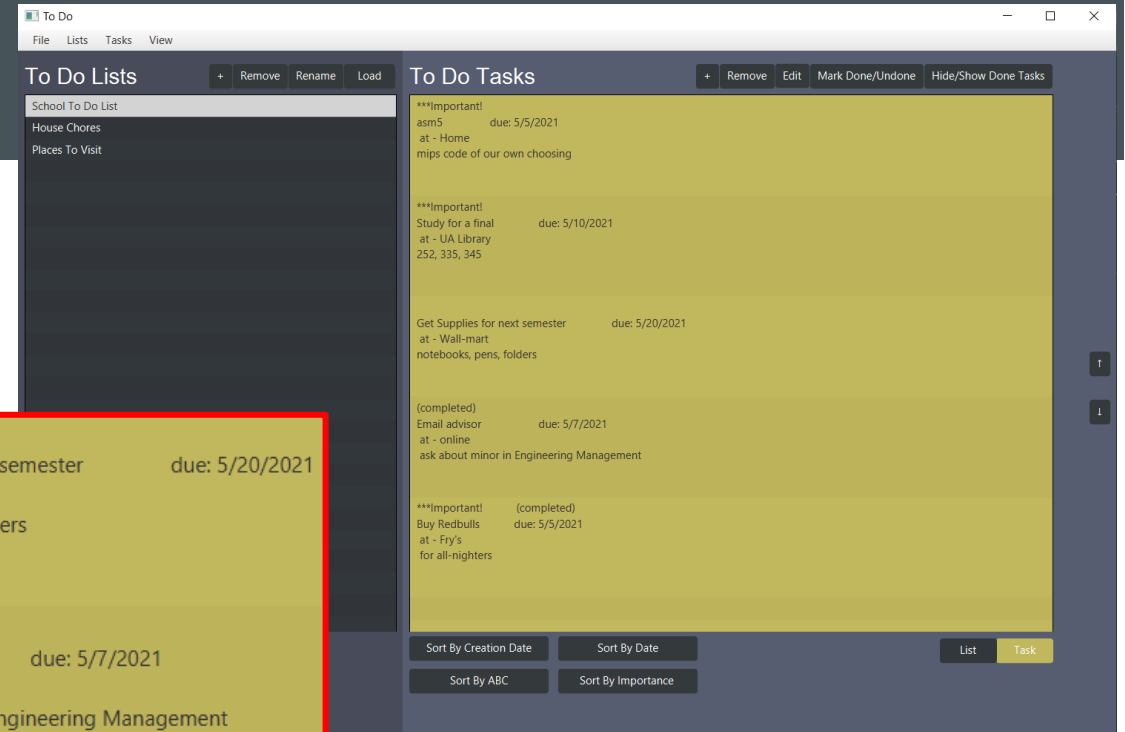 To Do
File Lists Tasks View
To Do Lists
+ Remove Rename Load
School To Do List
House Chores
Places To Visit
To Do Tasks
+ Remove Edit Mark Done/Undone Hide/Show Done Tasks
***Important!
asm5 due: 5/5/2021
at - Home
mips code of our own choosing
***Important!
Study for a final due: 5/10/2021
at - UA Library
252, 335, 345
Get Supplies for next semester due: 5/20/2021
at - Wall-mart
notebooks, pens, folders
(completed)
Email advisor due: 5/7/2021
at - online
ask about minor in Engineering Management
***Important! (completed)
Buy Redbulls due: 5/5/2021
at - Fry's
for all-nighters
↑
↓
Sort By Creation Date Sort By Date
Sort By ABC Sort By Importance
List Task
semester due: 5/20/2021
ers
due: 5/7/2021
ngineering Management